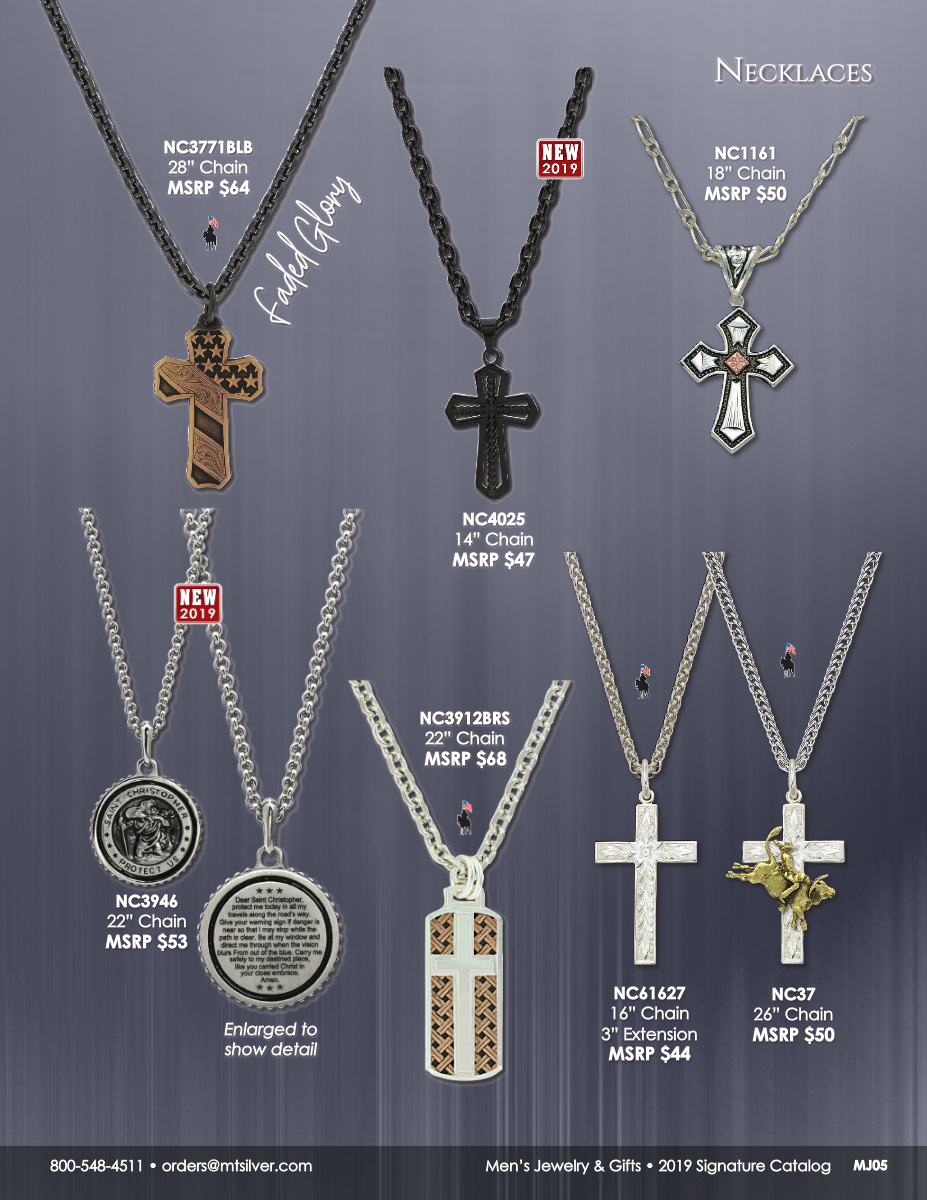 NECKLACES
NC3771BLB
28” Chain
MSRP $64
Faded Glory
NEW
2019
NC1161
18” Chain
MSRP $50
NC4025
14” Chain
MSRP $47
NEW
2019
SAINT CHRISTOPHER
PROTECT US
NC3946
22” Chain
MSRP $53
Dear Saint Christopher,
protect me today in all my
travels along the road's way.
Give your warning sign if danger is
near so that I may stop while the
path is clear. Be at my window and
direct me through when the vision
blurs From out of the blue. Carry me
safely to my destined place,
like you carried Christ in
your close embrace.
Amen.
Enlarged to
show detail
NC3912BRS
22” Chain
MSRP $68
NC61627
16” Chain
3” Extension
MSRP $44
NC37
26” Chain
MSRP $50
800-548-4511 • orders@mtsilver.com
Men’s Jewelry & Gifts • 2019 Signature Catalog MJ05